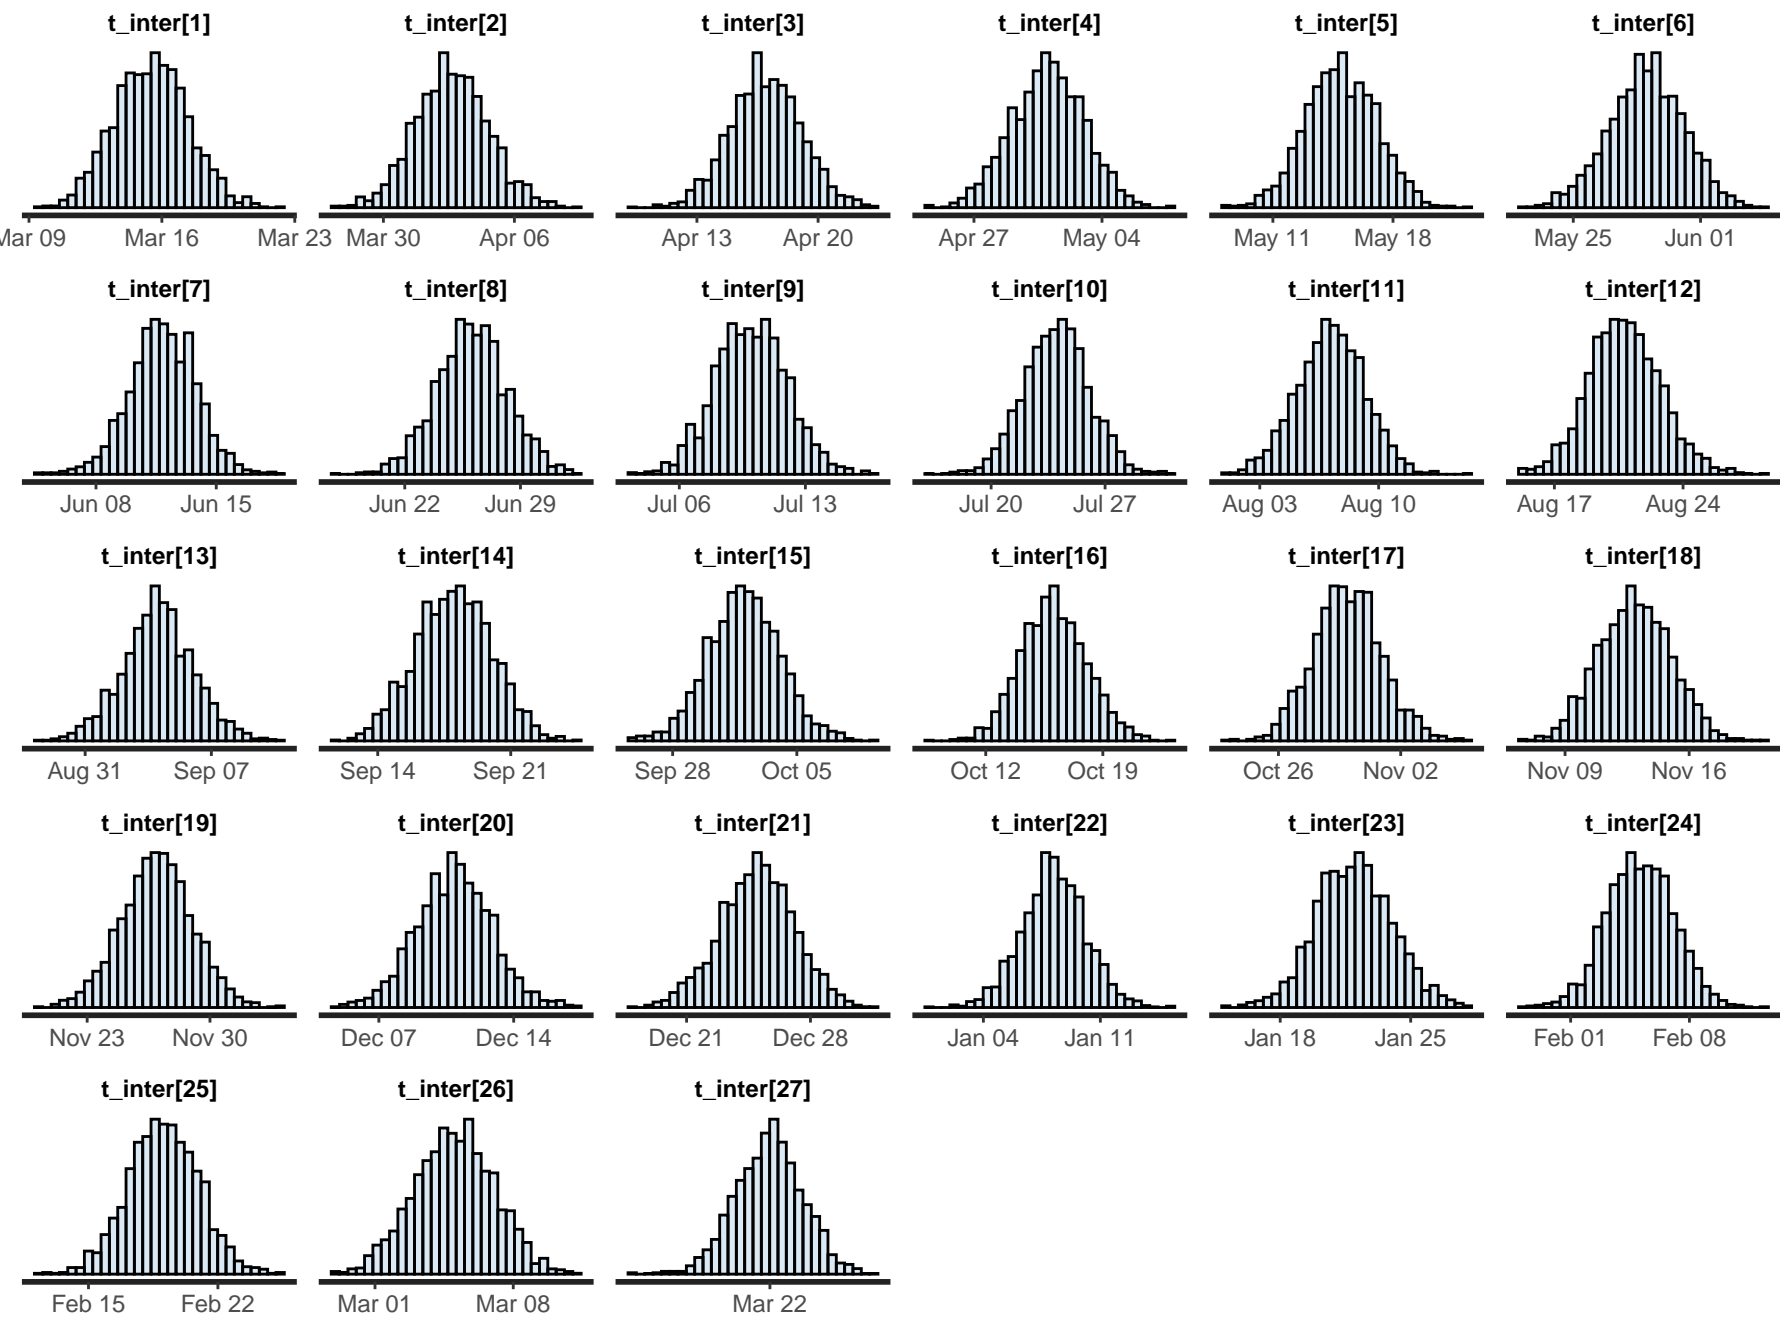 t_inter[1] t_inter[2] t_inter[3] t_inter[4] t_inter[5] t_inter[6]
Mar 09 Mar 16 Mar 23 Mar 30 Apr 06 Apr 13 Apr 20 Apr 27 May 04 May 11 May 18 May 25 Jun 01
t_inter[7] t_inter[8] t_inter[9] t_inter[10] t_inter[11] t_inter[12]
Jun 08 Jun 15 Jun 22 Jun 29 Jul 06 Jul 13 Jul 20 Jul 27 Aug 03 Aug 10 Aug 17 Aug 24
t_inter[13] t_inter[14] t_inter[15] t_inter[16] t_inter[17] t_inter[18]
Aug 31 Sep 07 Sep 14 Sep 21 Sep 28 Oct 05 Oct 12 Oct 19 Oct 26 Nov 02 Nov 09 Nov 16
t_inter[19] t_inter[20] t_inter[21] t_inter[22] t_inter[23] t_inter[24]
Nov 23 Nov 30 Dec 07 Dec 14 Dec 21 Dec 28 Jan 04 Jan 11 Jan 18 Jan 25 Feb 01 Feb 08
t_inter[25] t_inter[26] t_inter[27]
Feb 15 Feb 22 Mar 01 Mar 08 Mar 22